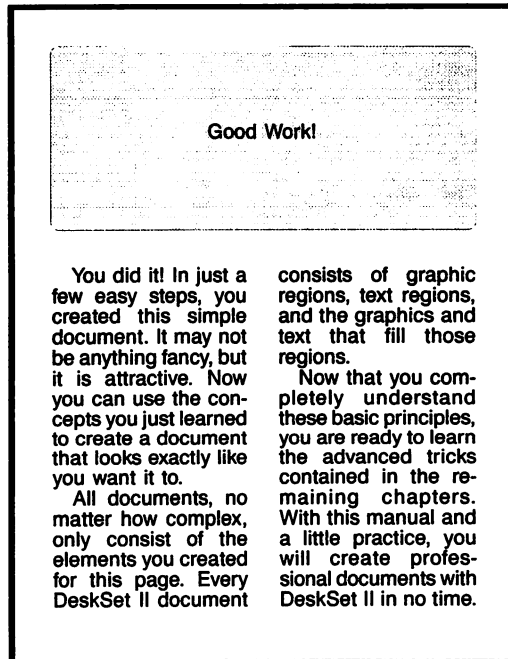 Good Work!
You did it! In just a
few easy steps, you
created this simple
document. It may not
be anything fancy, but
it is attractive. Now
you can use the con-
cepts you just learned
to create a document
that looks exactly like
you want it to.
All documents, no
matter how complex,
only consist of the
elements you created
for this page. Every
DeskSet II document
consists of graphic
regions, text regions,
and the graphics and
text that fill those
regions.
Now that you com-
pletely understand
these basic principles,
you are ready to learn
the advanced tricks
contained in the re-
maining chapters.
With this manual and
a little practice, you
will create profes-
sional documents with
DeskSet II in no time.